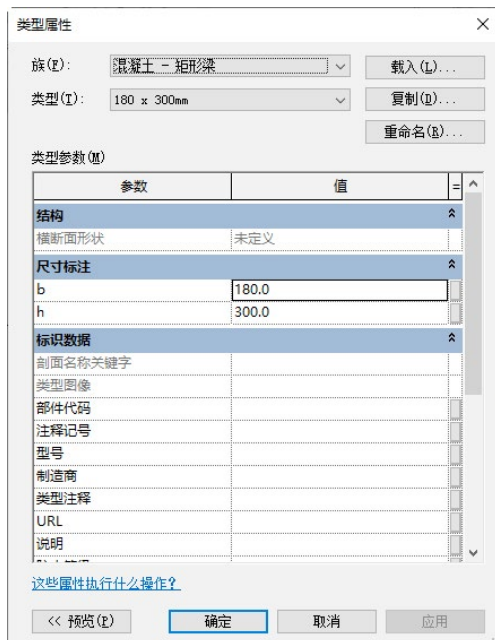 类型属性
族(F): 混凝土 - 矩形梁 载入(L)...
类型(T): 180 x 300mm 复制(D)...
重命名(R)...
类型参数(M)
参数 值 =
结构
横断面形状 未定义
尺寸标注
b 180.0
h 300.0
标识数据
剖面名称关键字
类型图像
部件代码
注释记号
型号
制造商
类型注释
URL
说明
这些属性执行什么操作?
<< 预览(P) 确定 取消 应用